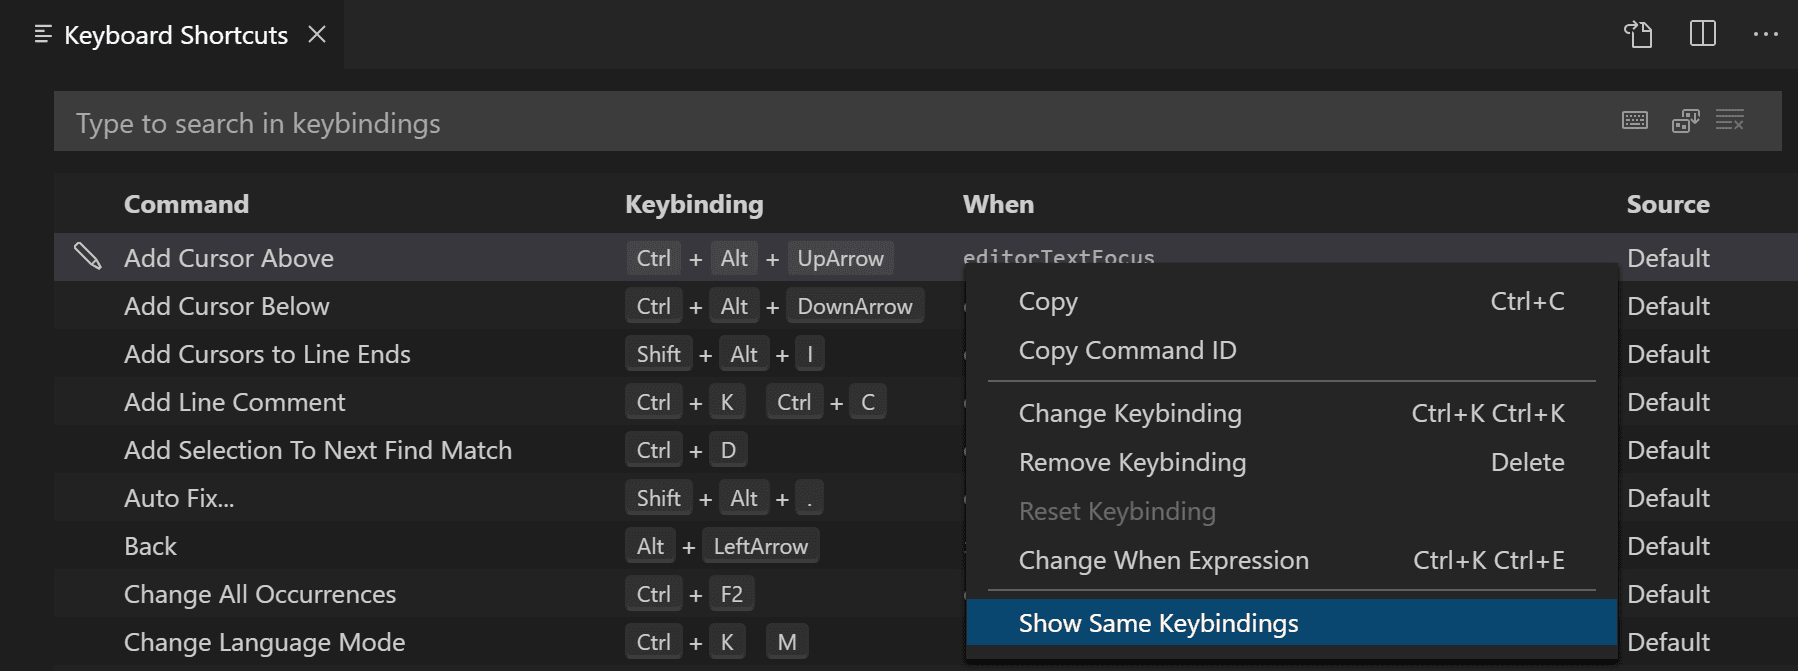 Keyboard Shortcuts
Type to search in keybindings
Command Keybinding When Source
Add Cursor Above Ctrl + Alt + UpArrow editorTextFocus Default
Add Cursor Below Ctrl + Alt + DownArrow Default
Add Cursors to Line Ends Shift + Alt + I Default
Add Line Comment Ctrl + K Ctrl + C Default
Add Selection To Next Find Match Ctrl + D Default
Auto Fix... Shift + Alt + . Default
Back Alt + LeftArrow Default
Change All Occurrences Ctrl + F2 Default
Change Language Mode Ctrl + K M Default
Copy Ctrl+C
Copy Command ID
Change Keybinding Ctrl+K Ctrl+K
Remove Keybinding Delete
Reset Keybinding
Change When Expression Ctrl+K Ctrl+E
Show Same Keybindings